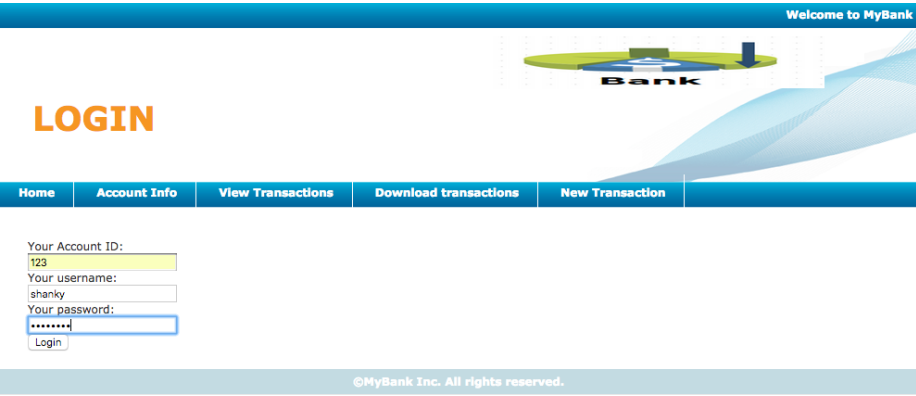 Welcome to MyBank
Bank
LOGIN
Home Account Info View Transactions Download transactions New Transaction
Your Account ID:
123
Your username:
shanky
Your password:
••••••••
Login
©MyBank Inc. All rights reserved.